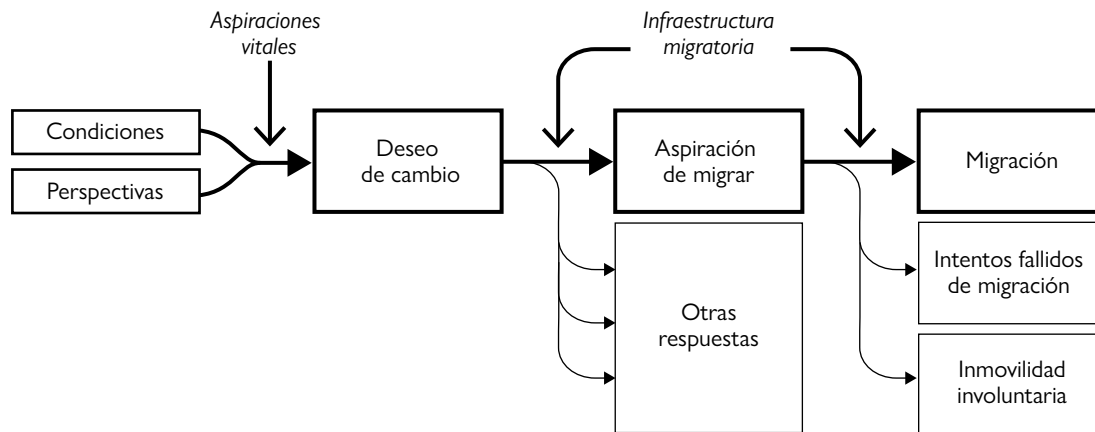 Aspiraciones
vitales
Infraestructura
migratoria
Condiciones
Perspectivas
Deseo
de cambio
Aspiración
de migrar
Migración
Otras
respuestas
Intentos fallidos
de migración
Inmovilidad
involuntaria